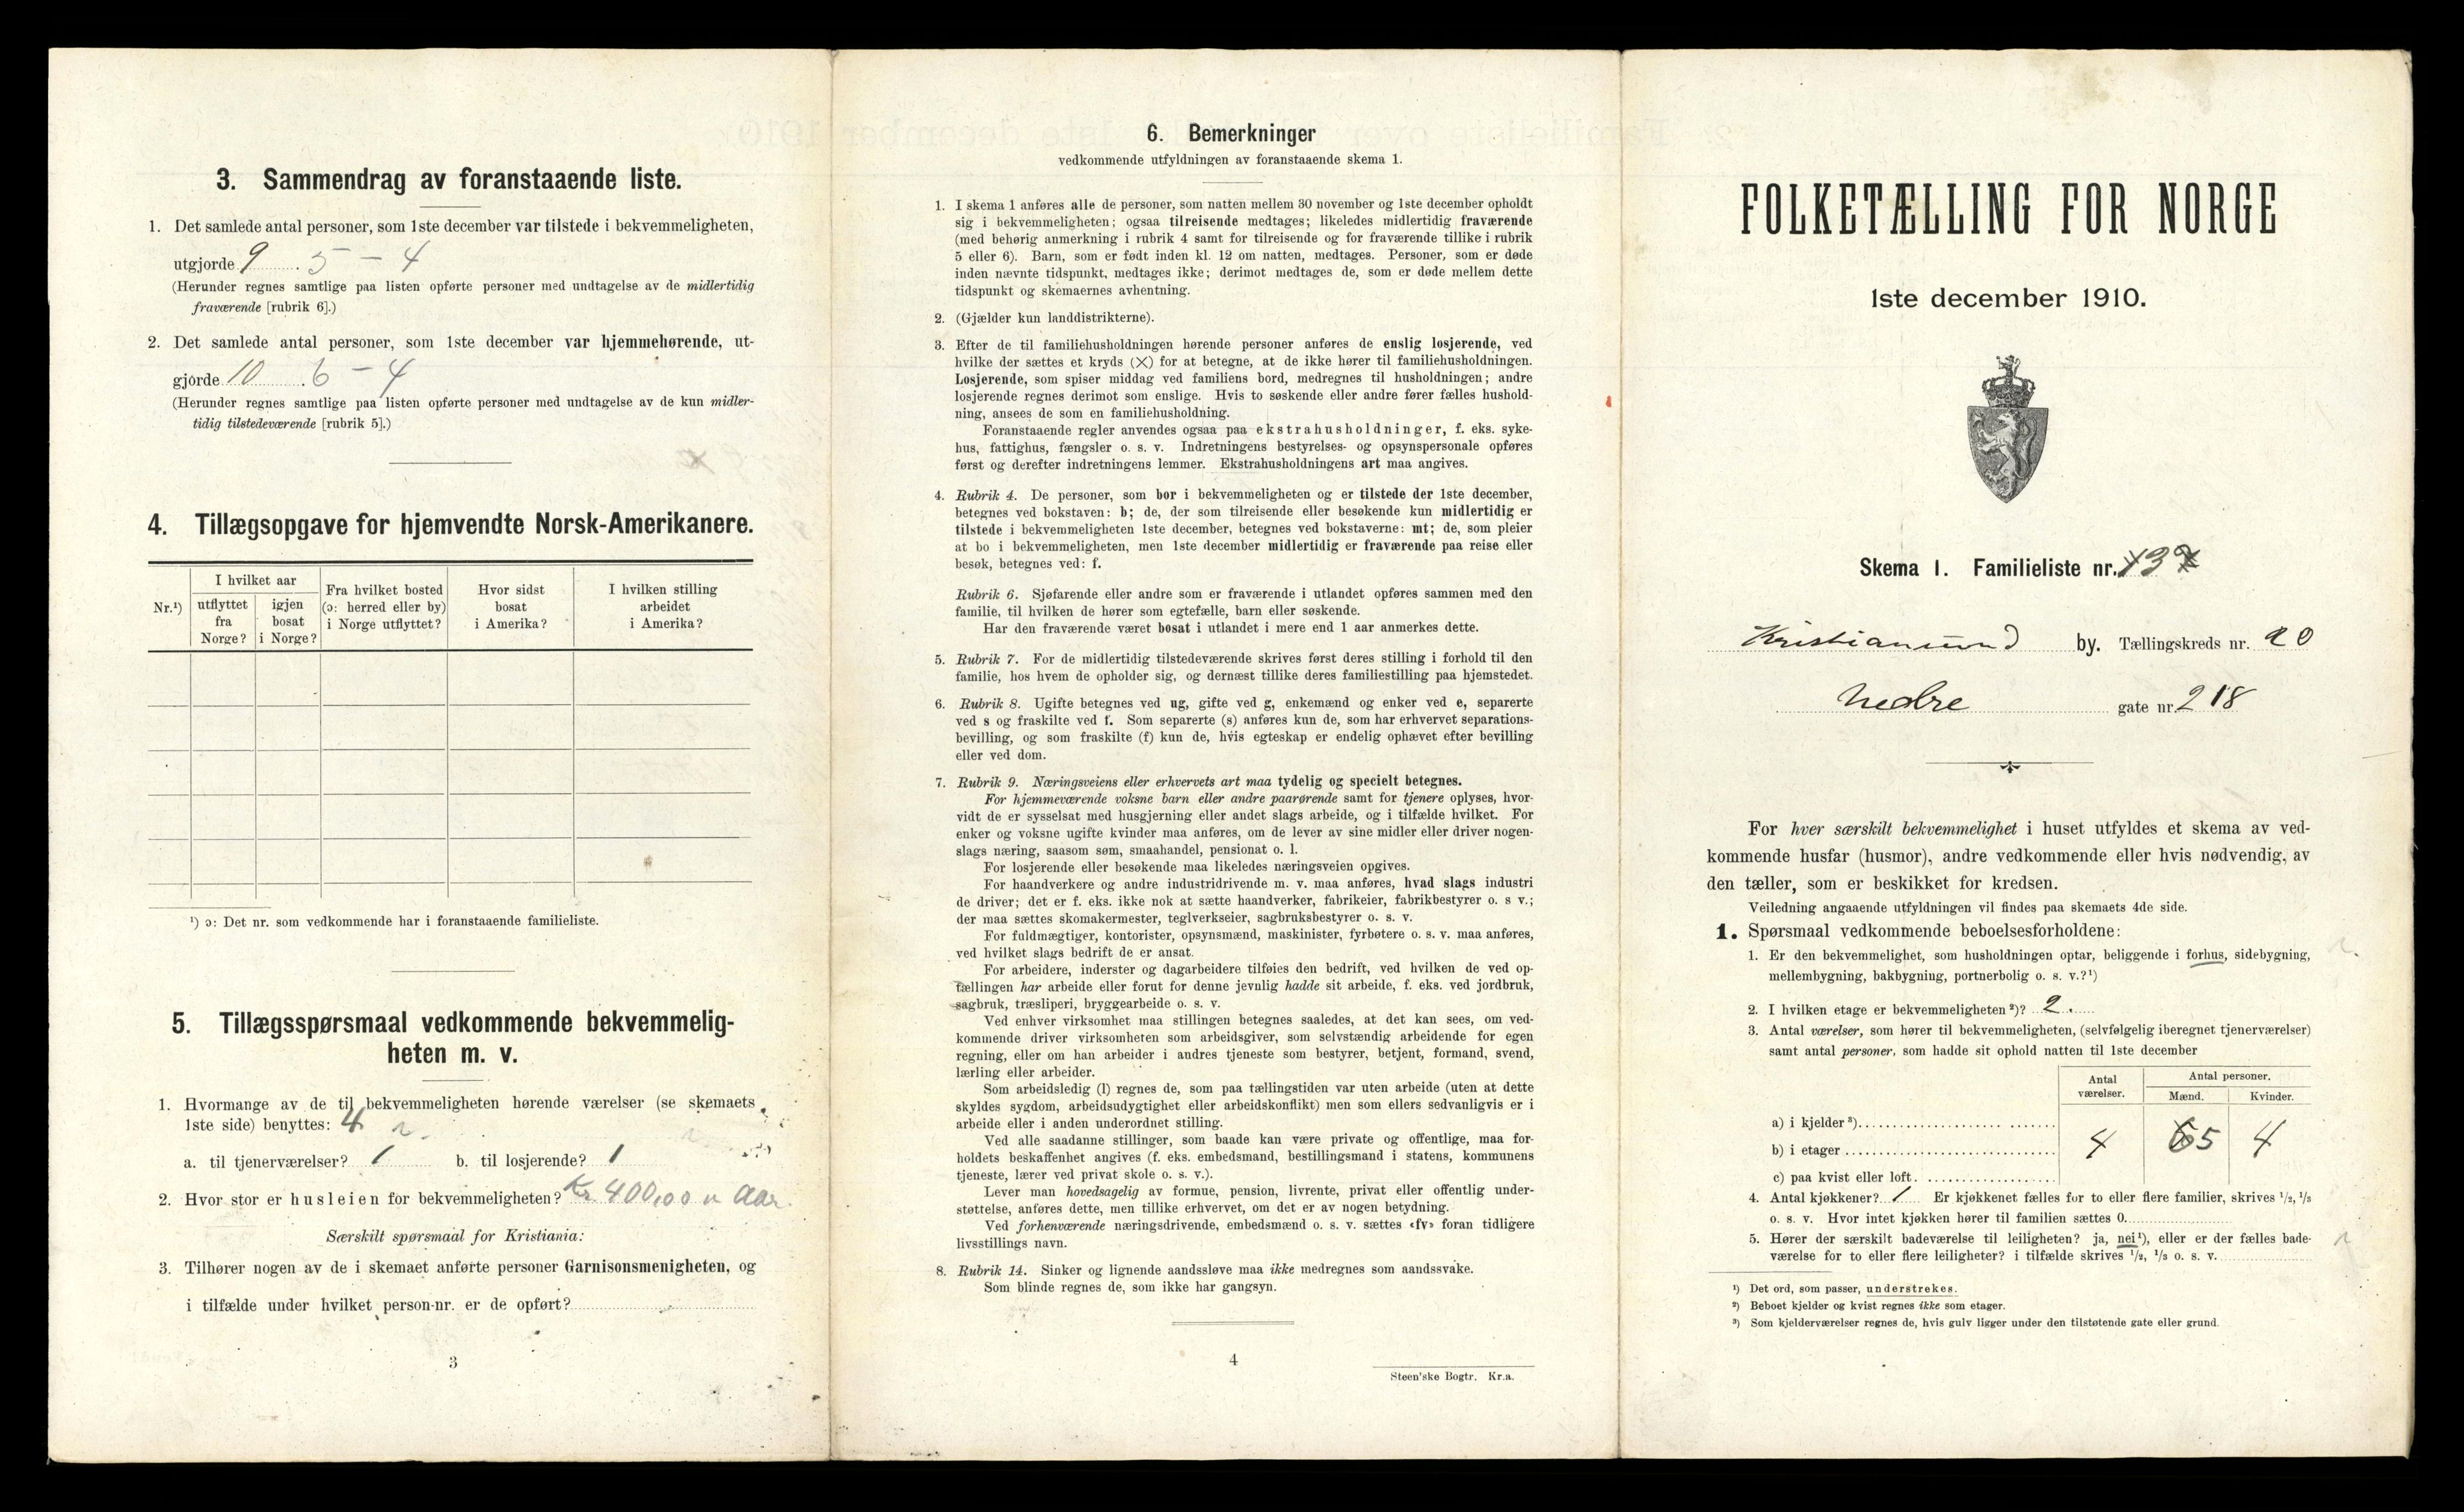 3. Sammendrag av foranstaaende liste.
1. Det samlede antal personer, som 1ste december var tilstede i bekvemmeligheten,
utgjorde 9 . 5 – 4
(Herunder regnes samtlige paa listen opførte personer med undtagelse av de midlertidig
fraværende [rubrik 6].)
2. Det samlede antal personer, som 1ste december var hjemmehørende, ut-
gjorde 10 . 6 – 4
(Herunder regnes samtlige paa listen opførte personer med undtagelse av de kun midler-
tidig tilstedeværende [rubrik 5].)
4. Tillægsopgave for hjemvendte Norsk-Amerikanere.
Nr.¹)
I hvilket aar
utflyttet
fra
Norge?
igjen
bosat
i Norge?
Fra hvilket bosted
(ɔ: herred eller by)
i Norge utflyttet?
Hvor sidst
bosat
i Amerika?
I hvilken stilling
arbeidet
i Amerika?
¹) ɔ: Det nr. som vedkommende har i foranstaaende familieliste.
5. Tillægsspørsmaal vedkommende bekvemmelig-
heten m. v.
1. Hvormange av de til bekvemmeligheten hørende værelser (se skemaets
1ste side) benyttes: 4
a. til tjenerværelser? 1 b. til losjerende? 1
2. Hvor stor er husleien for bekvemmeligheten? Kr 400,00 Aar.
Særskilt spørsmaal for Kristiania:
3. Tilhører nogen av de i skemaet anførte personer Garnisonsmenigheten, og
i tilfælde under hvilket person-nr. er de opført?
3
6. Bemerkninger
vedkommende utfyldningen av foranstaaende skema 1.
1. I skema 1 anføres alle de personer, som natten mellem 30 november og 1ste december opholdt
sig i bekvemmeligheten; ogsaa tilreisende medtages; likeledes midlertidig fraværende
(med behørig anmerkning i rubrik 4 samt for tilreisende og for fraværende tillike i rubrik
5 eller 6). Barn, som er født inden kl. 12 om natten, medtages. Personer, som er døde
inden nævnte tidspunkt, medtages ikke; derimot medtages de, som er døde mellem dette
tidspunkt og skemaernes avhentning.
2. (Gjælder kun landdistrikterne).
3. Efter de til familiehusholdningen hørende personer anføres de enslig losjerende, ved
hvilke der sættes et kryds (×) for at betegne, at de ikke hører til familiehusholdningen.
Losjerende, som spiser middag ved familiens bord, medregnes til husholdningen; andre
losjerende regnes derimot som enslige. Hvis to søskende eller andre fører fælles hushold-
ning, ansees de som en familiehusholdning.
Foranstaaende regler anvendes ogsaa paa ekstrahusholdninger, f. eks. syke-
hus, fattighus, fængsler o. s. v. Indretningens bestyrelses- og opsynspersonale opføres
først og derefter indretningens lemmer. Ekstrahusholdningens art maa angives.
4. Rubrik 4. De personer, som bor i bekvemmeligheten og er tilstede der 1ste december,
betegnes ved bokstaven: b; de, der som tilreisende eller besøkende kun midlertidig er
tilstede i bekvemmeligheten 1ste december, betegnes ved bokstaverne: mt; de, som pleier
at bo i bekvemmeligheten, men 1ste december midlertidig er fraværende paa reise eller
besøk, betegnes ved: f.
Rubrik 6. Sjøfarende eller andre som er fraværende i utlandet opføres sammen med den
familie, til hvilken de hører som egtefælle, barn eller søskende.
Har den fraværende været bosat i utlandet i mere end 1 aar anmerkes dette.
5. Rubrik 7. For de midlertidig tilstedeværende skrives først deres stilling i forhold til den
familie, hos hvem de opholder sig, og dernæst tillike deres familiestilling paa hjemstedet.
6. Rubrik 8. Ugifte betegnes ved ug, gifte ved g, enkemænd og enker ved e, separerte
ved s og fraskilte ved f. Som separerte (s) anføres kun de, som har erhvervet separations-
bevilling, og som fraskilte (f) kun de, hvis egteskap er endelig ophævet efter bevilling
eller ved dom.
7. Rubrik 9. Næringsveiens eller erhvervets art maa tydelig og specielt betegnes.
For hjemmeværende voksne barn eller andre paarørende samt for tjenere oplyses, hvor-
vidt de er sysselsat med husgjerning eller andet slags arbeide, og i tilfælde hvilket. For
enker og voksne ugifte kvinder maa anføres, om de lever av sine midler eller driver nogen-
slags næring, saasom søm, smaahandel, pensionat o. l.
For losjerende eller besøkende maa likeledes næringsveien opgives.
For haandverkere og andre industridrivende m. v. maa anføres, hvad slags industri
de driver; det er f. eks. ikke nok at sætte haandverker, fabrikeier, fabrikbestyrer o. s v.;
der maa sættes skomakermester, teglverkseier, sagbruksbestyrer o. s. v.
For fuldmægtiger, kontorister, opsynsmænd, maskinister, fyrbøtere o. s. v. maa anføres,
ved hvilket slags bedrift de er ansat.
For arbeidere, inderster og dagarbeidere tilføies den bedrift, ved hvilken de ved op-
tællingen har arbeide eller forut for denne jevnlig hadde sit arbeide, f. eks. ved jordbruk,
sagbruk, træsliperi, bryggearbeide o. s. v.
Ved enhver virksomhet maa stillingen betegnes saaledes, at det kan sees, om ved-
kommende driver virksomheten som arbeidsgiver, som selvstændig arbeidende for egen
regning, eller om han arbeider i andres tjeneste som bestyrer, betjent, formand, svend,
lærling eller arbeider.
Som arbeidsledig (l) regnes de, som paa tællingstiden var uten arbeide (uten at dette
skyldes sygdom, arbeidsudygtighet eller arbeidskonflikt) men som ellers sedvanligvis er i
arbeide eller i anden underordnet stilling.
Ved alle saadanne stillinger, som baade kan være private og offentlige, maa for-
holdets beskaffenhet angives (f. eks. embedsmand, bestillingsmand i statens, kommunens
tjeneste, lærer ved privat skole o. s. v.).
Lever man hovedsagelig av formue, pension, livrente, privat eller offentlig under-
støttelse, anføres dette, men tillike erhvervet, om det er av nogen betydning.
Ved forhenværende næringsdrivende, embedsmænd o. s. v. sættes «fv» foran tidligere
livsstillings navn.
8. Rubrik 14. Sinker og lignende aandssløve maa ikke medregnes som aandssvake.
Som blinde regnes de, som ikke har gangsyn.
4
Steen'ske Bogtr. Kr.a.
FOLKETÆLLING FOR NORGE
1ste december 1910.
Skema 1. Familieliste nr. 13
Kristiansund by. Tællingskreds nr. 20
Nedre gate nr. 218
For hver særskilt bekvemmelighet i huset utfyldes et skema av ved-
kommende husfar (husmor), andre vedkommende eller hvis nødvendig, av
den tæller, som er beskikket for kredsen.
Veiledning angaaende utfyldningen vil findes paa skemaets 4de side.
1. Spørsmaal vedkommende beboelsesforholdene:
1. Er den bekvemmelighet, som husholdningen optar, beliggende i forhus, sidebygning,
mellembygning, bakbygning, portnerbolig o. s. v.?¹)
2. I hvilken etage er bekvemmeligheten²)? 2.
3. Antal værelser, som hører til bekvemmeligheten, (selvfølgelig iberegnet tjenerværelser)
samt antal personer, som hadde sit ophold natten til 1ste december
Antal
værelser.
Antal personer.
Mænd. Kvinder.
a) i kjelder³)
b) i etager 4 5 4
c) paa kvist eller loft.
4. Antal kjøkkener? 1 Er kjøkkenet fælles for to eller flere familier, skrives ¹/₂, ¹/₃
o. s. v. Hvor intet kjøkken hører til familien sættes 0.
5. Hører der særskilt badeværelse til leiligheten? ja, nei¹), eller er der fælles bade-
værelse for to eller flere leiligheter? i tilfælde skrives ¹/₂, ¹/₃ o. s. v.
¹) Det ord, som passer, understrekes.
²) Beboet kjelder og kvist regnes ikke som etager.
³) Som kjelderværelser regnes de, hvis gulv ligger under den tilstøtende gate eller grund.